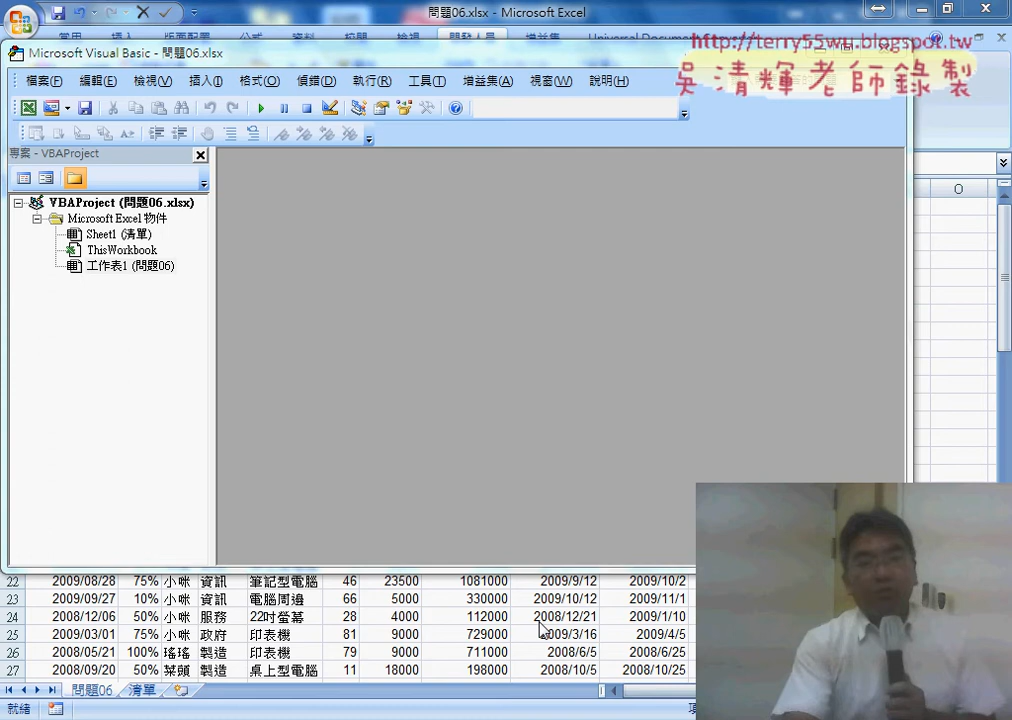 問題06.xlsx - Microsoft Excel
http://terry55wu.blogspot.tw
吳清輝老師錄製
Microsoft Visual Basic - 問題06.xlsx
檔案(F) 編輯(E) 檢視(V) 插入(I) 格式(O) 偵錯(D) 執行(R) 工具(T) 增益集(A) 視窗(W) 說明(H)
專案 - VBAProject
VBAProject (問題06.xlsx)
Microsoft Excel 物件
Sheet1 (清單)
ThisWorkbook
工作表1 (問題06)
O
22 2009/08/28 75% 小咪 資訊 筆記型電腦 46 23500 1081000 2009/9/12 2009/10/2
23 2009/09/27 10% 小咪 資訊 電腦周邊 66 5000 330000 2009/10/12 2009/11/1
24 2008/12/06 50% 小咪 服務 22吋螢幕 28 4000 112000 2008/12/21 2009/1/10
25 2009/03/01 75% 小咪 政府 印表機 81 9000 729000 2009/3/16 2009/4/5
26 2008/05/21 100% 瑤瑤 製造 印表機 79 9000 711000 2008/6/5 2008/6/25
27 2008/09/20 50% 菜頭 製造 桌上型電腦 11 18000 198000 2008/10/5 2008/10/25
問題06 清單
就緒